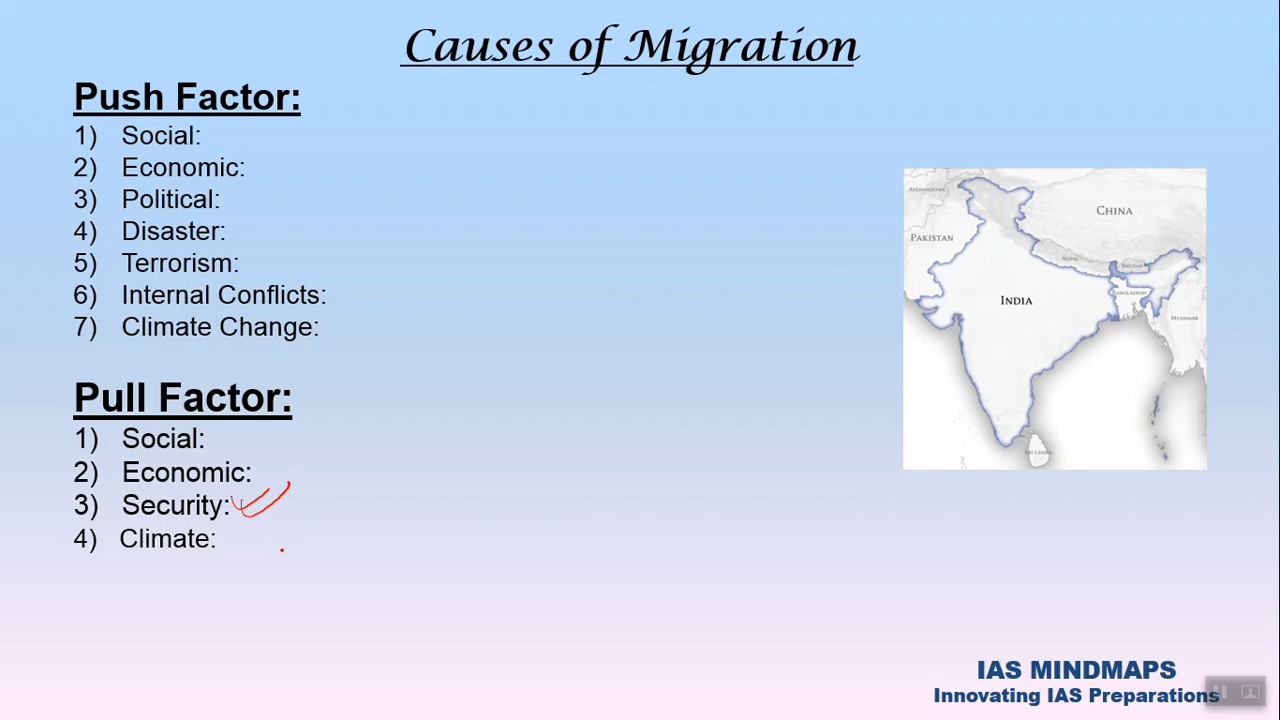 Causes of Migration
Push Factor:
1) Social:
2) Economic:
3) Political:
4) Disaster:
5) Terrorism:
6) Internal Conflicts:
7) Climate Change:
Pull Factor:
1) Social:
2) Economic:
3) Security:
4) Climate:
AFGHANISTAN
CHINA
PAKISTAN
NEPAL
BHUTAN
BANGLADESH
INDIA
MYANMAR
SRI LANKA
IAS MINDMAPS
Innovating IAS Preparations